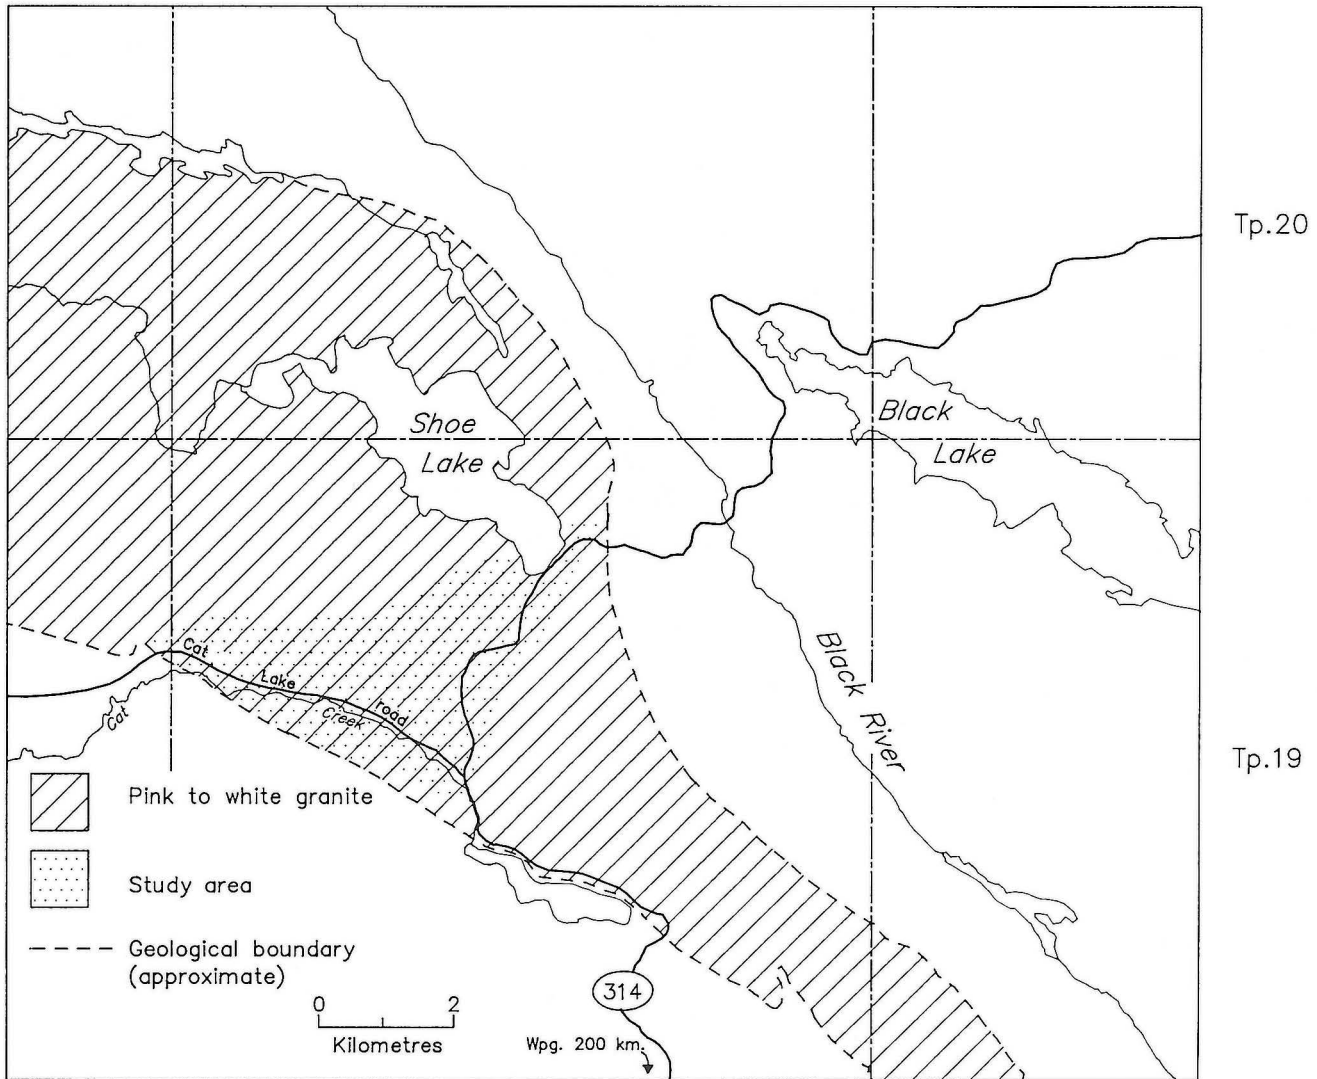 Tp.20
Shoe
Lake
Black
Lake
Black River
Tp.19
Cat
Lake
road
Creek
Cat
Pink to white granite
Study area
Geological boundary
(approximate)
314
0 2
Kilometres
Wpg. 200 km.